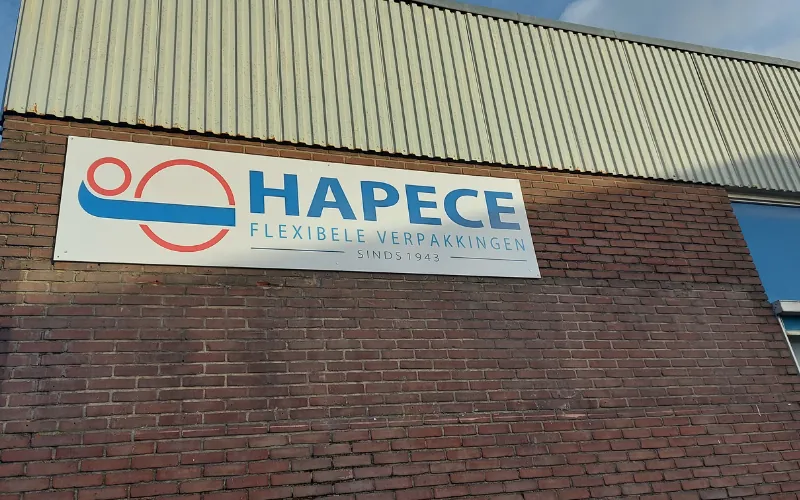 HAPECE
FLEXIBELE VERPAKKINGEN
SINDS 1943